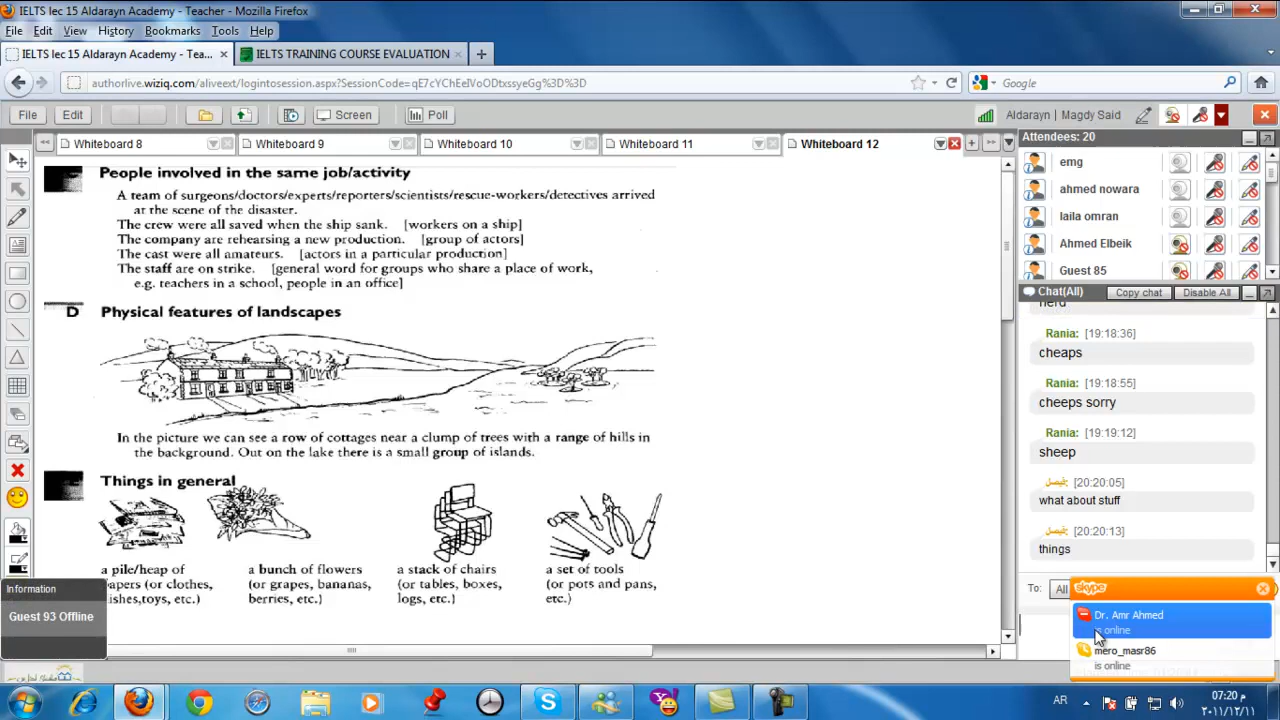 IELTS lec 15 Aldarayn Academy - Teacher - Mozilla Firefox
File Edit View History Bookmarks Tools Help
IELTS lec 15 Aldarayn Academy - Tea...
IELTS TRAINING COURSE EVALUATION
authorlive.wiziq.com/aliveext/logintosession.aspx?SessionCode=qE7cYChEelVoODtxssyeGg%3D%3D
Google
File Edit Screen Poll
Aldarayn | Magdy Said
Whiteboard 8 Whiteboard 9 Whiteboard 10 Whiteboard 11 Whiteboard 12
Attendees: 20
emg
ahmed nowara
laila omran
Ahmed Elbeik
Guest 85
People involved in the same job/activity
A team of surgeons/doctors/experts/reporters/scientists/rescue-workers/detectives arrived
at the scene of the disaster.
The crew were all saved when the ship sank. [workers on a ship]
The company are rehearsing a new production. [group of actors]
The cast were all amateurs. [actors in a particular production]
The staff are on strike. [general word for groups who share a place of work,
e.g. teachers in a school, people in an office]
D Physical features of landscapes
In the picture we can see a row of cottages near a clump of trees with a range of hills in
the background. Out on the lake there is a small group of islands.
Things in general
a pile/heap of
apers (or clothes,
ishes,toys, etc.)
a bunch of flowers
(or grapes, bananas,
berries, etc.)
a stack of chairs
(or tables, boxes,
logs, etc.)
a set of tools
(or pots and pans,
etc.)
Chat(All) Copy chat Disable All
nerd
Rania: [19:18:36]
cheaps
Rania: [19:18:55]
cheeps sorry
Rania: [19:19:12]
sheep
فيصل: [20:20:05]
what about stuff
فيصل: [20:20:13]
things
To: All
skype
Dr. Amr Ahmed
is online
mero_masr86
is online
Information
Guest 93 Offline
AR
07:20 م
٢٠١١/١٢/١١